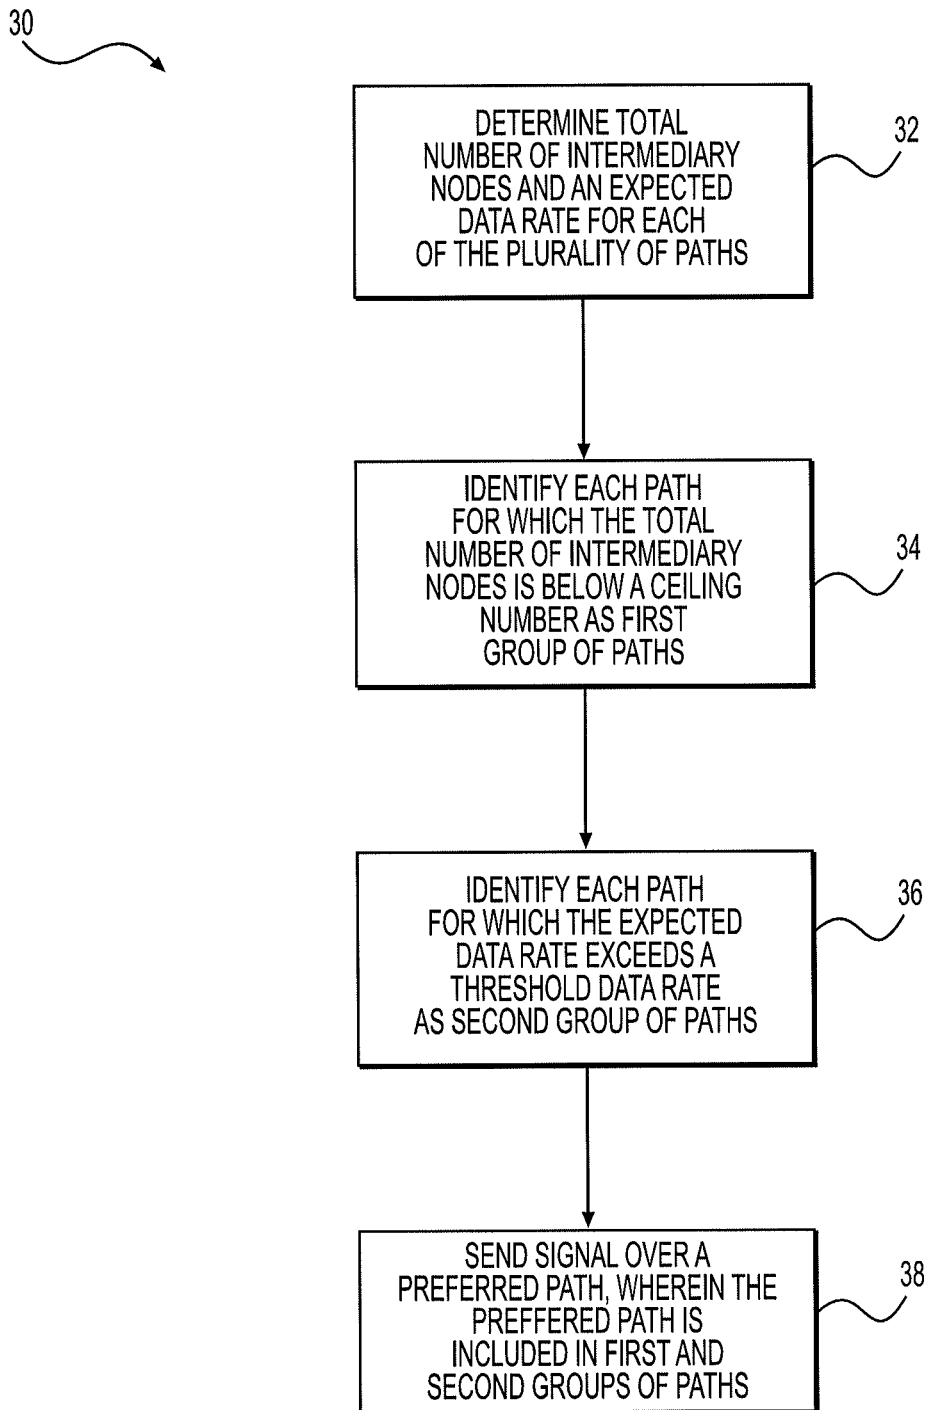 30
DETERMINE TOTAL
NUMBER OF INTERMEDIARY
NODES AND AN EXPECTED
DATA RATE FOR EACH
OF THE PLURALITY OF PATHS
32
IDENTIFY EACH PATH
FOR WHICH THE TOTAL
NUMBER OF INTERMEDIARY
NODES IS BELOW A CEILING
NUMBER AS FIRST
GROUP OF PATHS
34
IDENTIFY EACH PATH
FOR WHICH THE EXPECTED
DATA RATE EXCEEDS A
THRESHOLD DATA RATE
AS SECOND GROUP OF PATHS
36
SEND SIGNAL OVER A
PREFERRED PATH, WHEREIN THE
PREFFERED PATH IS
INCLUDED IN FIRST AND
SECOND GROUPS OF PATHS
38